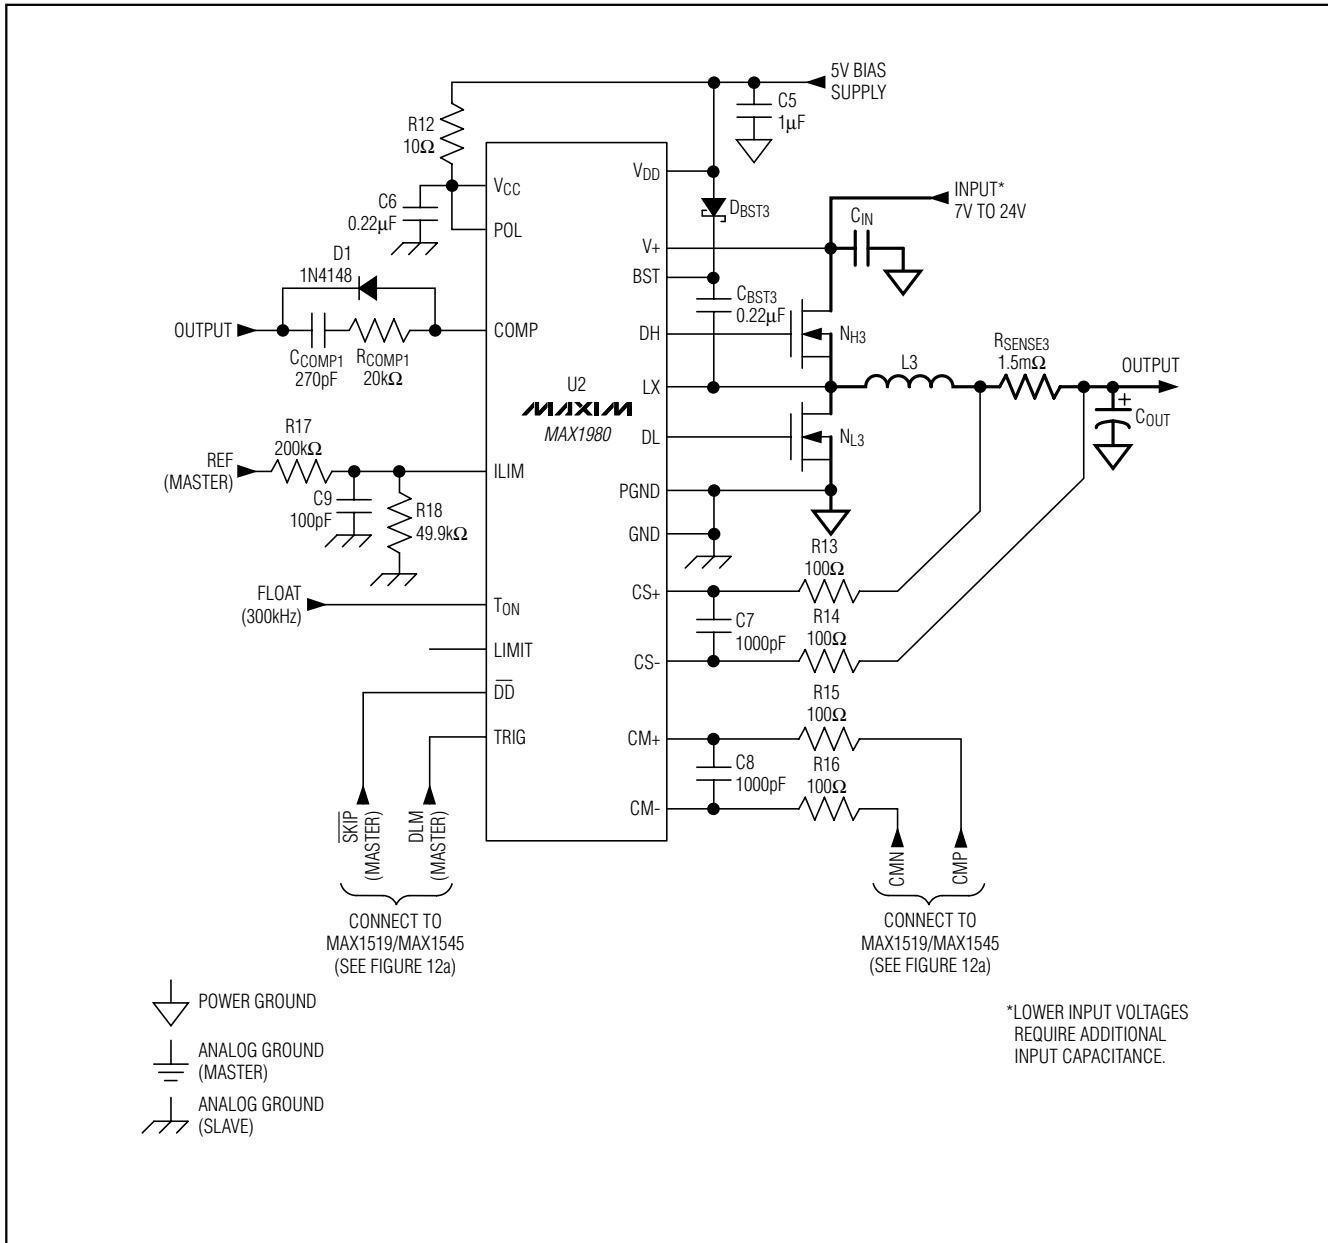 5V BIAS
SUPPLY
C5
1µF
R12
10Ω
VDD
VCC
C6
0.22µF
POL
DBST3
INPUT*
7V TO 24V
CIN
V+
BST
D1
1N4148
CBST3
0.22µF
OUTPUT
COMP
DH
NH3
CCOMP1
270pF
RCOMP1
20kΩ
U2
MAXIM
MAX1980
LX
L3
RSENSE3
1.5mΩ
OUTPUT
COUT
+
DL
NL3
R17
200kΩ
REF
(MASTER)
ILIM
C9
100pF
R18
49.9kΩ
PGND
GND
R13
100Ω
CS+
FLOAT
(300kHz)
TON
C7
1000pF
R14
100Ω
LIMIT
CS-
DD
R15
100Ω
TRIG
CM+
C8
1000pF
R16
100Ω
CM-
SKIP
(MASTER)
DLM
(MASTER)
CMN
CMP
CONNECT TO
MAX1519/MAX1545
(SEE FIGURE 12a)
CONNECT TO
MAX1519/MAX1545
(SEE FIGURE 12a)
POWER GROUND
ANALOG GROUND
(MASTER)
ANALOG GROUND
(SLAVE)
*LOWER INPUT VOLTAGES
REQUIRE ADDITIONAL
INPUT CAPACITANCE.